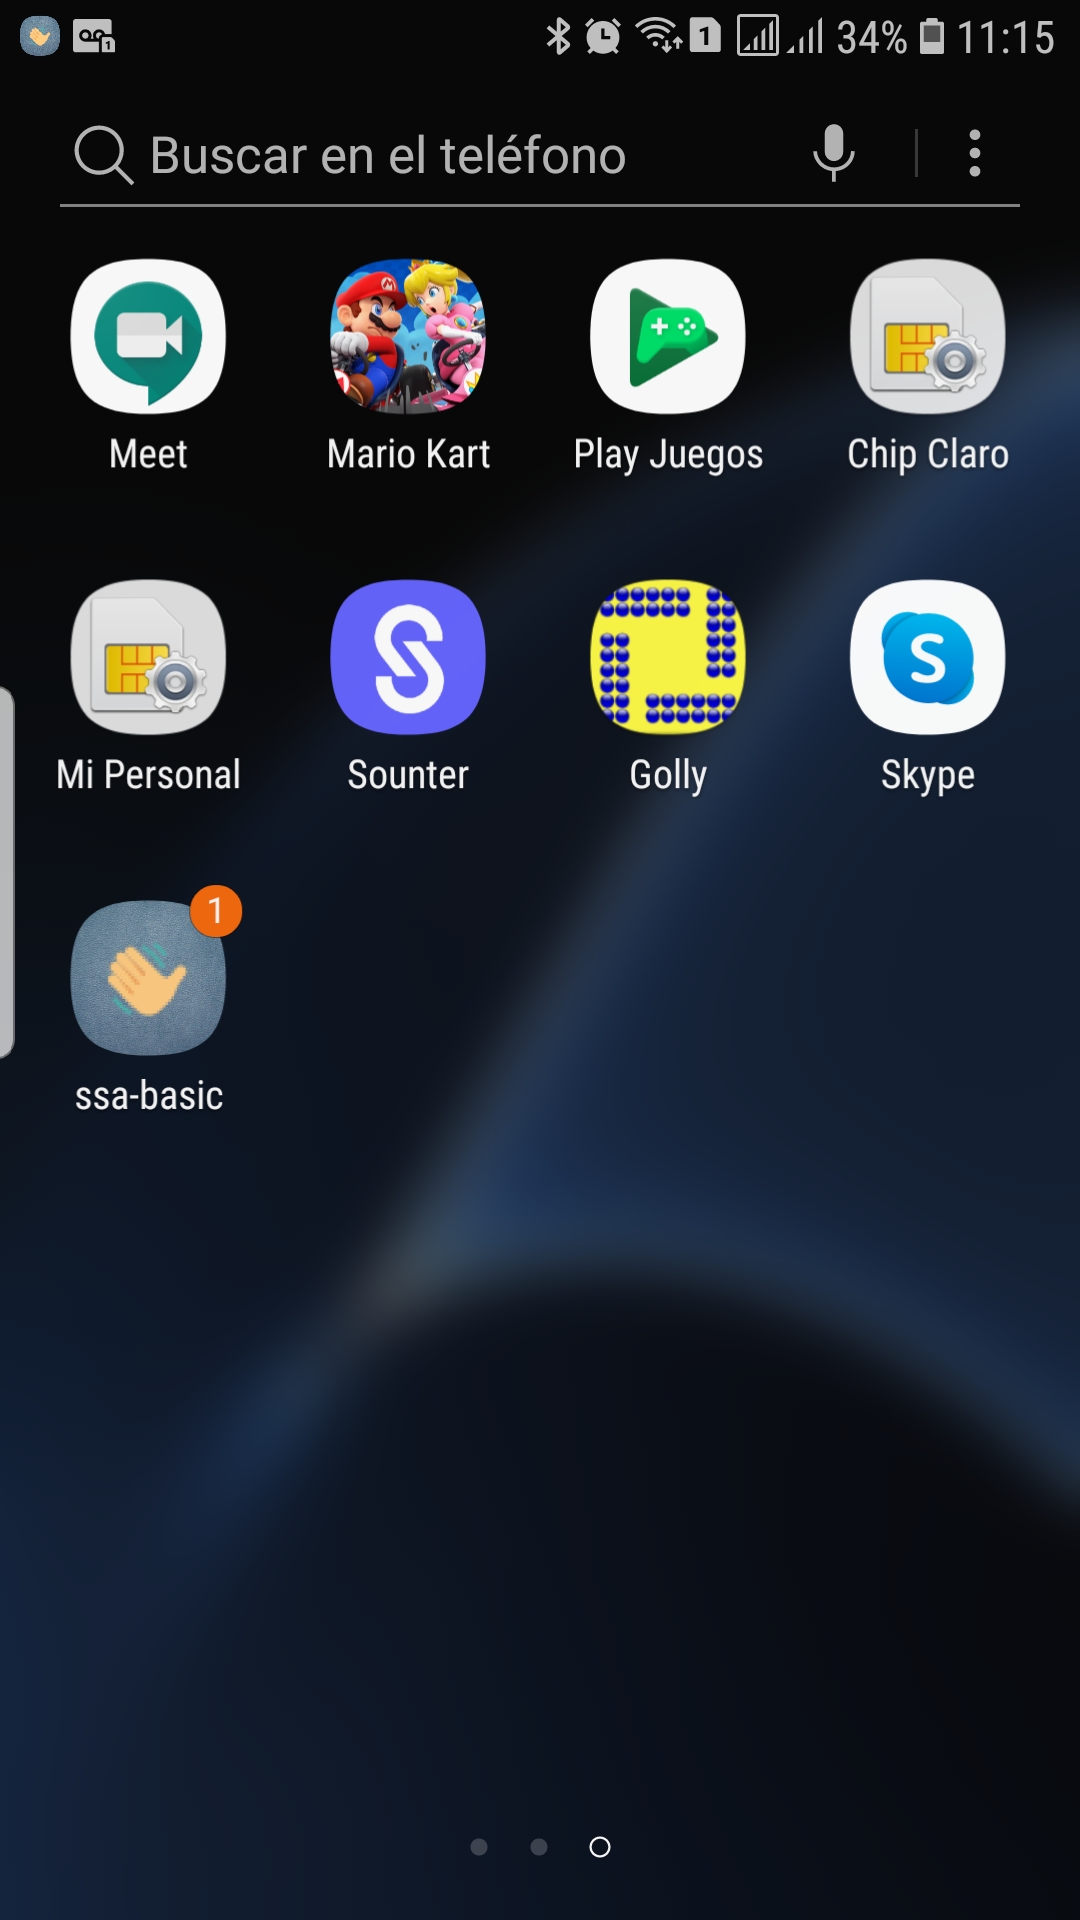 1 1 34% 11:15
Buscar en el teléfono
Meet Mario Kart Play Juegos Chip Claro
Mi Personal Sounter Golly Skype
1
ssa-basic